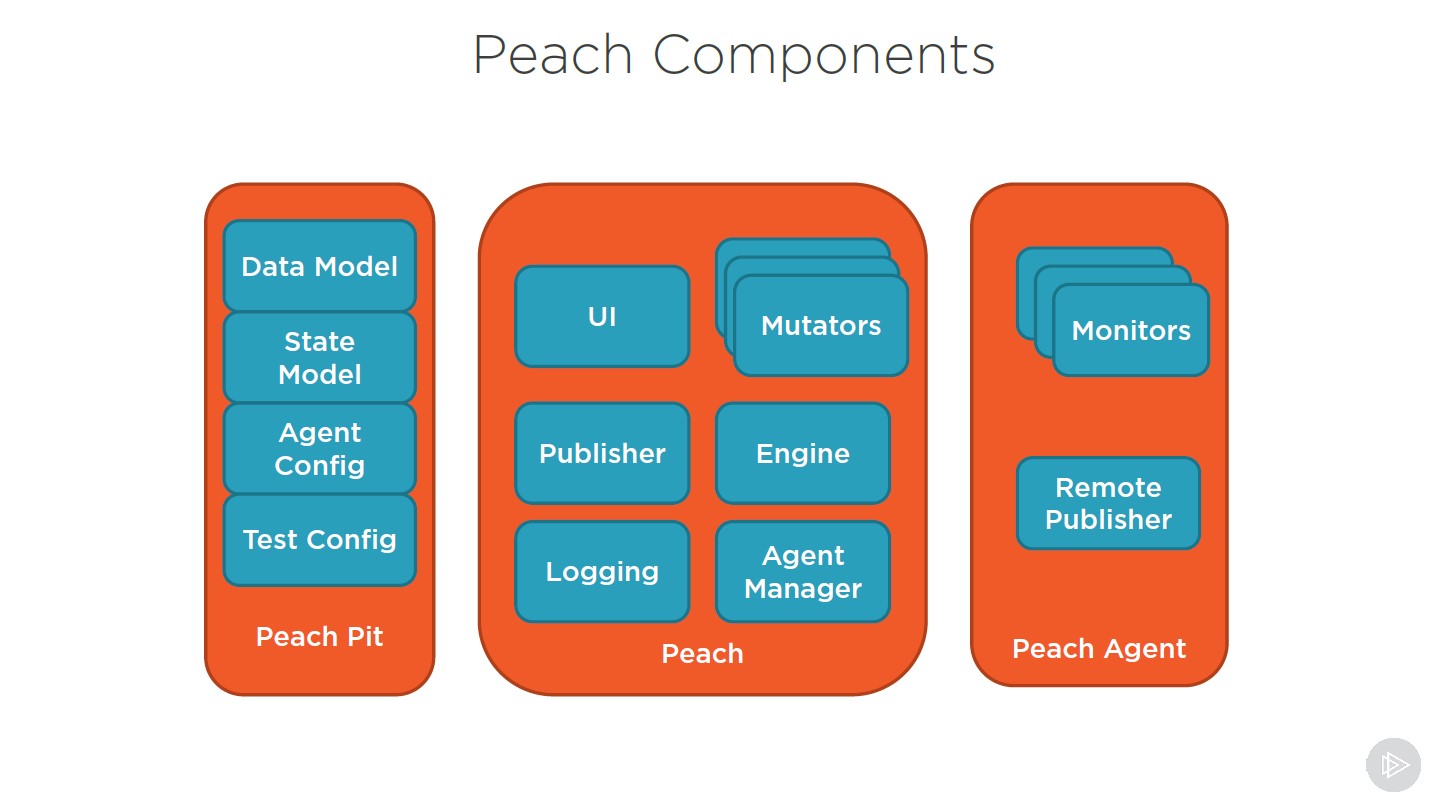 Peach Components
Data Model
State
Model
Agent
Config
Test Config
Peach Pit
UI
Mutators
Publisher
Engine
Logging
Agent
Manager
Peach
Monitors
Remote
Publisher
Peach Agent